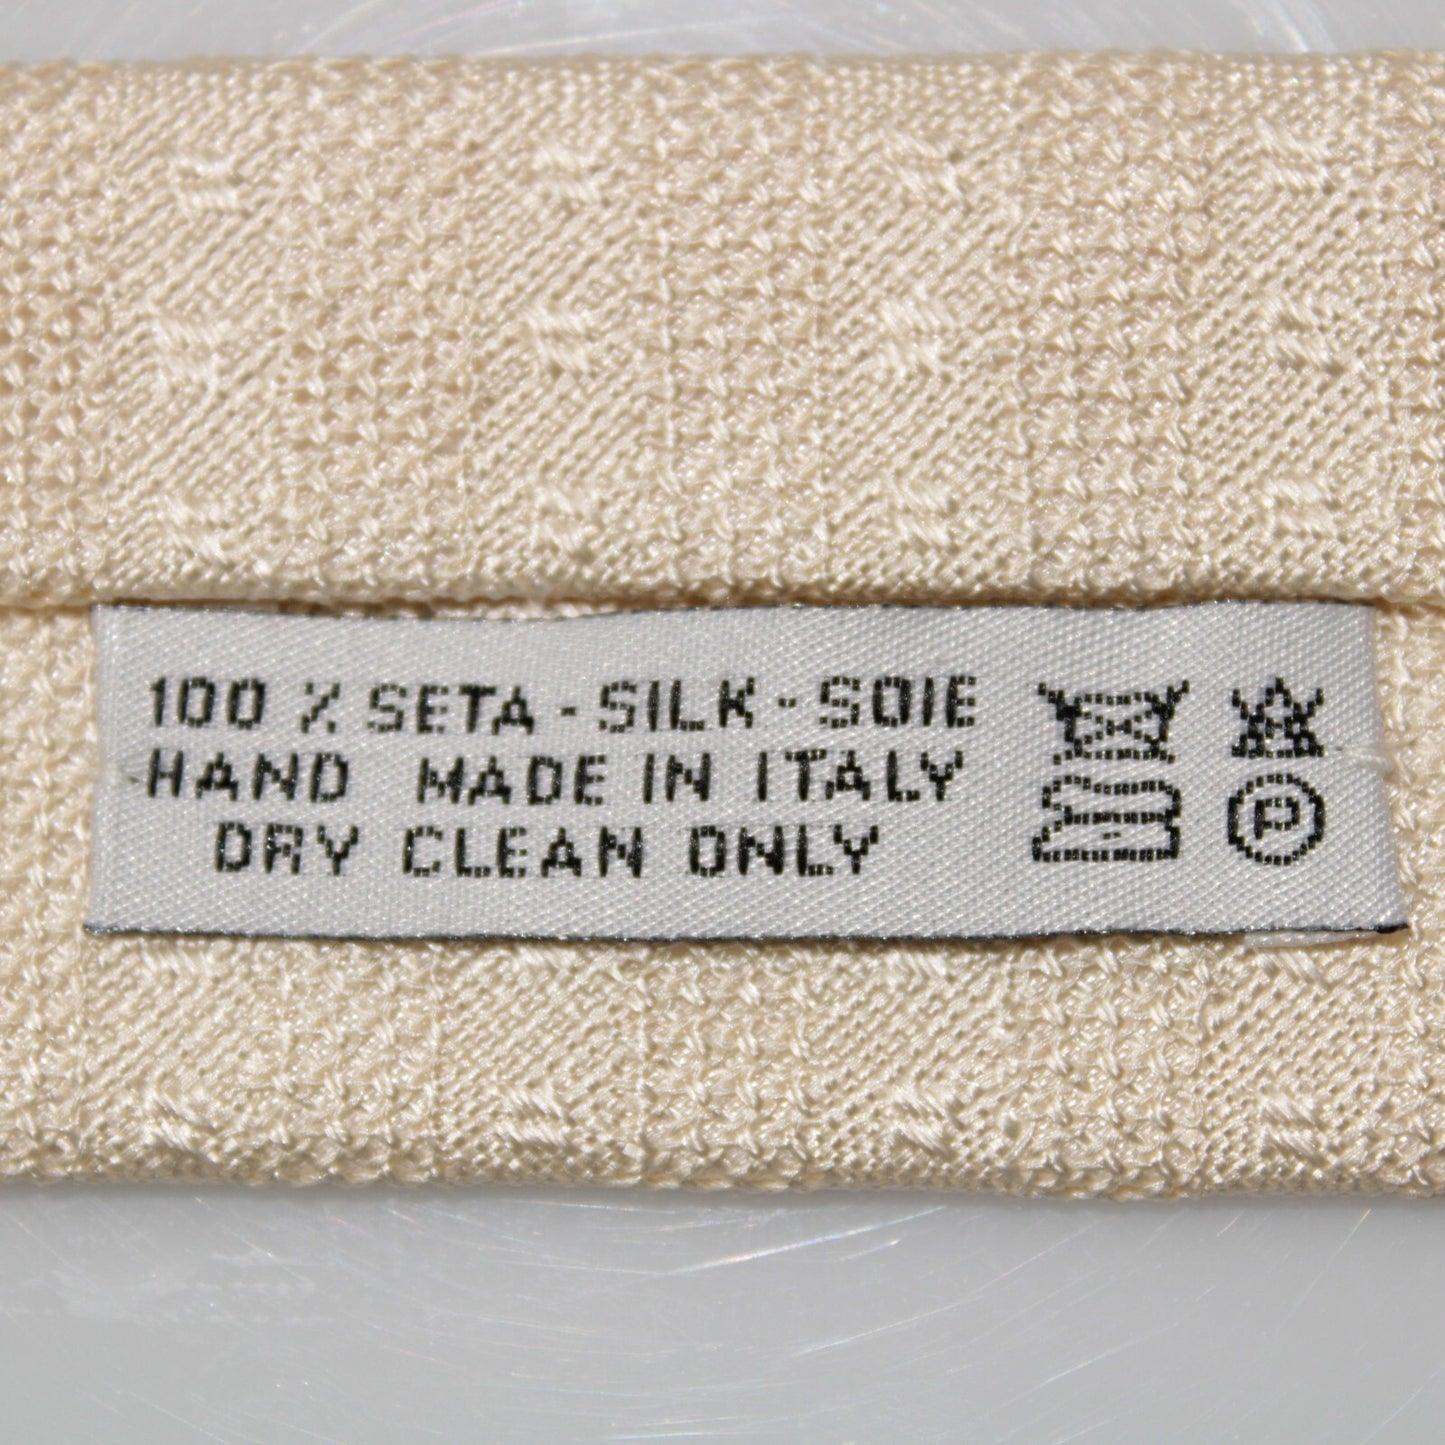 100 % SETA - SILK - SOIE
HAND MADE IN ITALY
DRY CLEAN ONLY
P